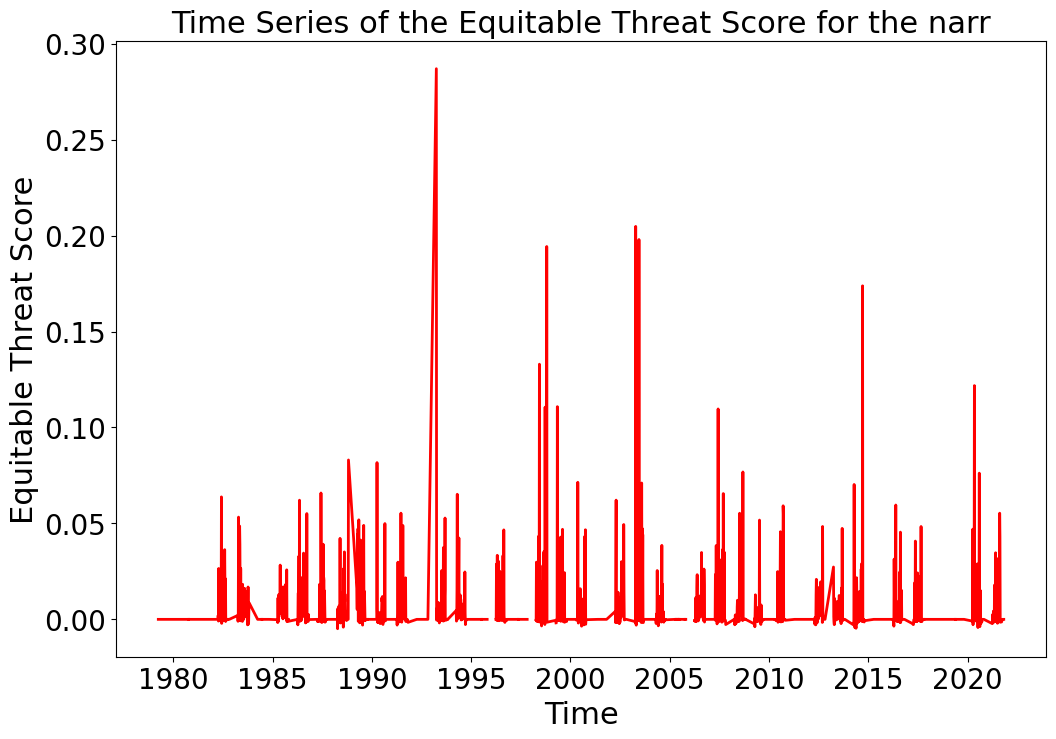 Time Series of the Equitable Threat Score for the narr
0.30
0.25
0.20
0.15
0.10
0.05
0.00
Equitable Threat Score
1980 1985 1990 1995 2000 2005 2010 2015 2020
Time